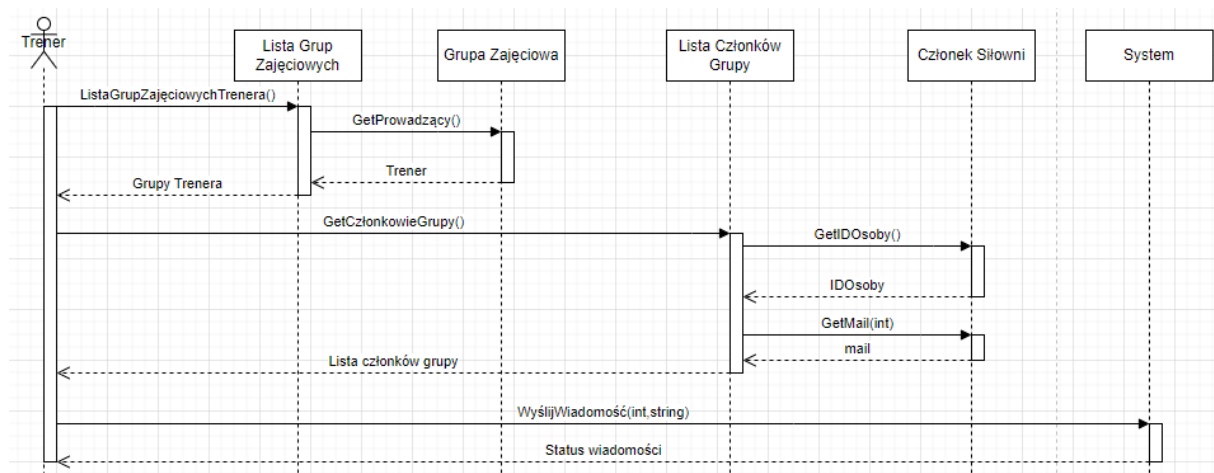 Trener
Lista Grup
Zajęciowych
Grupa Zajęciowa
Lista Członków
Grupy
Członek Siłowni
System
ListaGrupZajęciowychTrenera()
GetProwadzący()
Trener
Grupy Trenera
GetCzłonkowieGrupy()
GetIDOsoby()
IDOsoby
GetMail(int)
mail
Lista członków grupy
WyślijWiadomość(int,string)
Status wiadomości